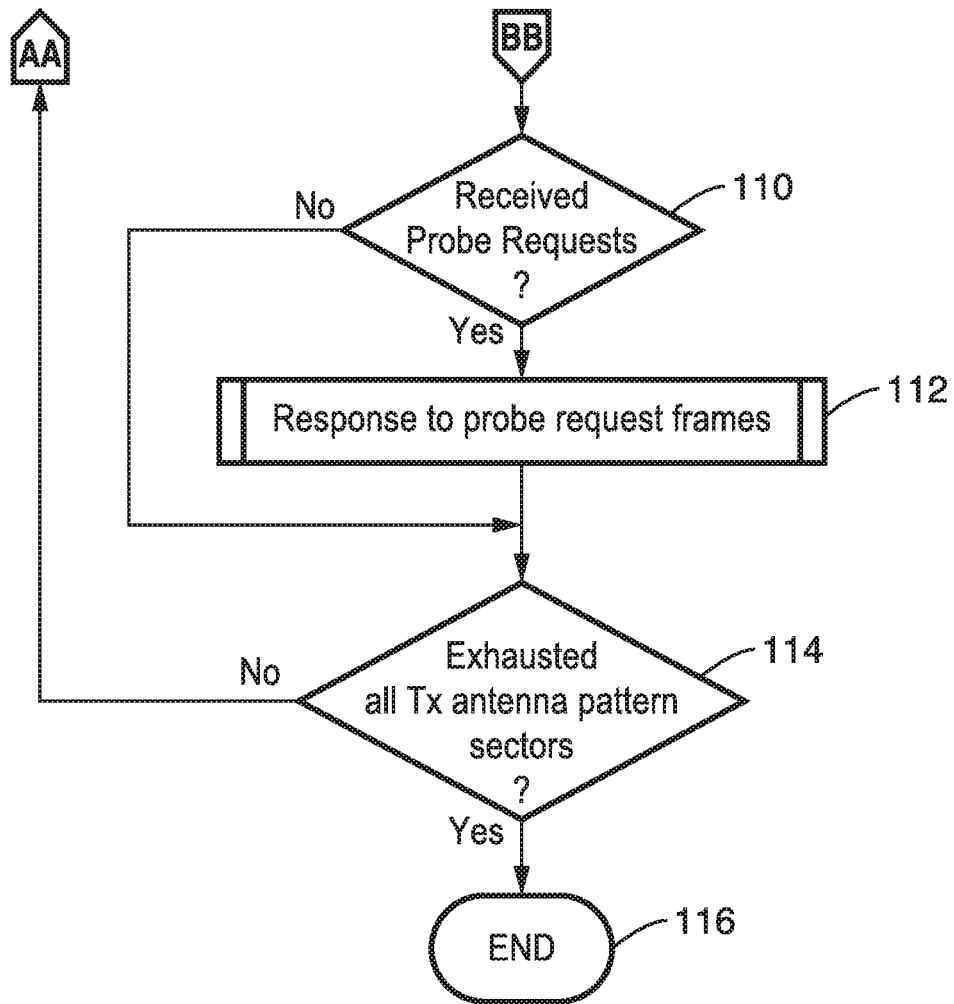 AA
BB
Received
Probe Requests
?
110
No
Yes
Response to probe request frames
112
Exhausted
all Tx antenna pattern
sectors
?
114
No
Yes
END
116